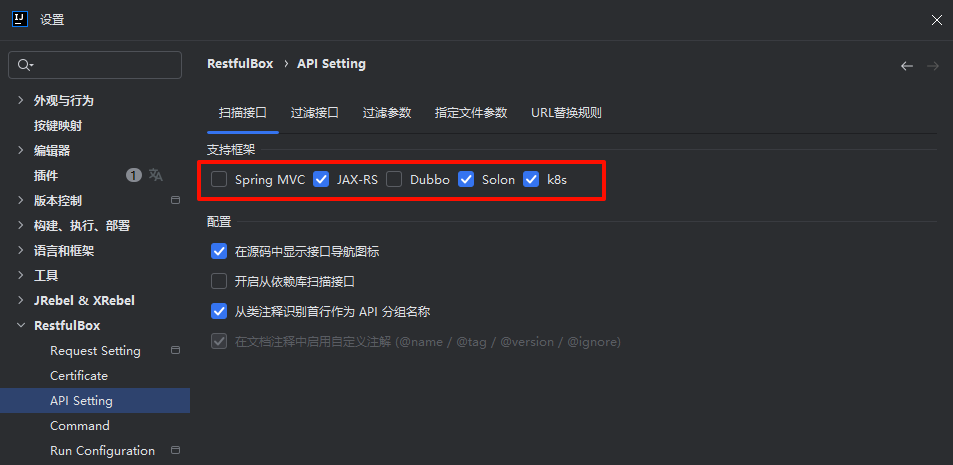 设置
RestfulBox › API Setting
外观与行为
按键映射
编辑器
插件 1
版本控制
构建、执行、部署
语言和框架
工具
JRebel & XRebel
RestfulBox
Request Setting
Certificate
API Setting
Command
Run Configuration
扫描接口 过滤接口 过滤参数 指定文件参数 URL替换规则
支持框架
Spring MVC JAX-RS Dubbo Solon k8s
配置
在源码中显示接口导航图标
开启从依赖库扫描接口
从类注释识别首行作为 API 分组名称
在文档注释中启用自定义注解 (@name / @tag / @version / @ignore)